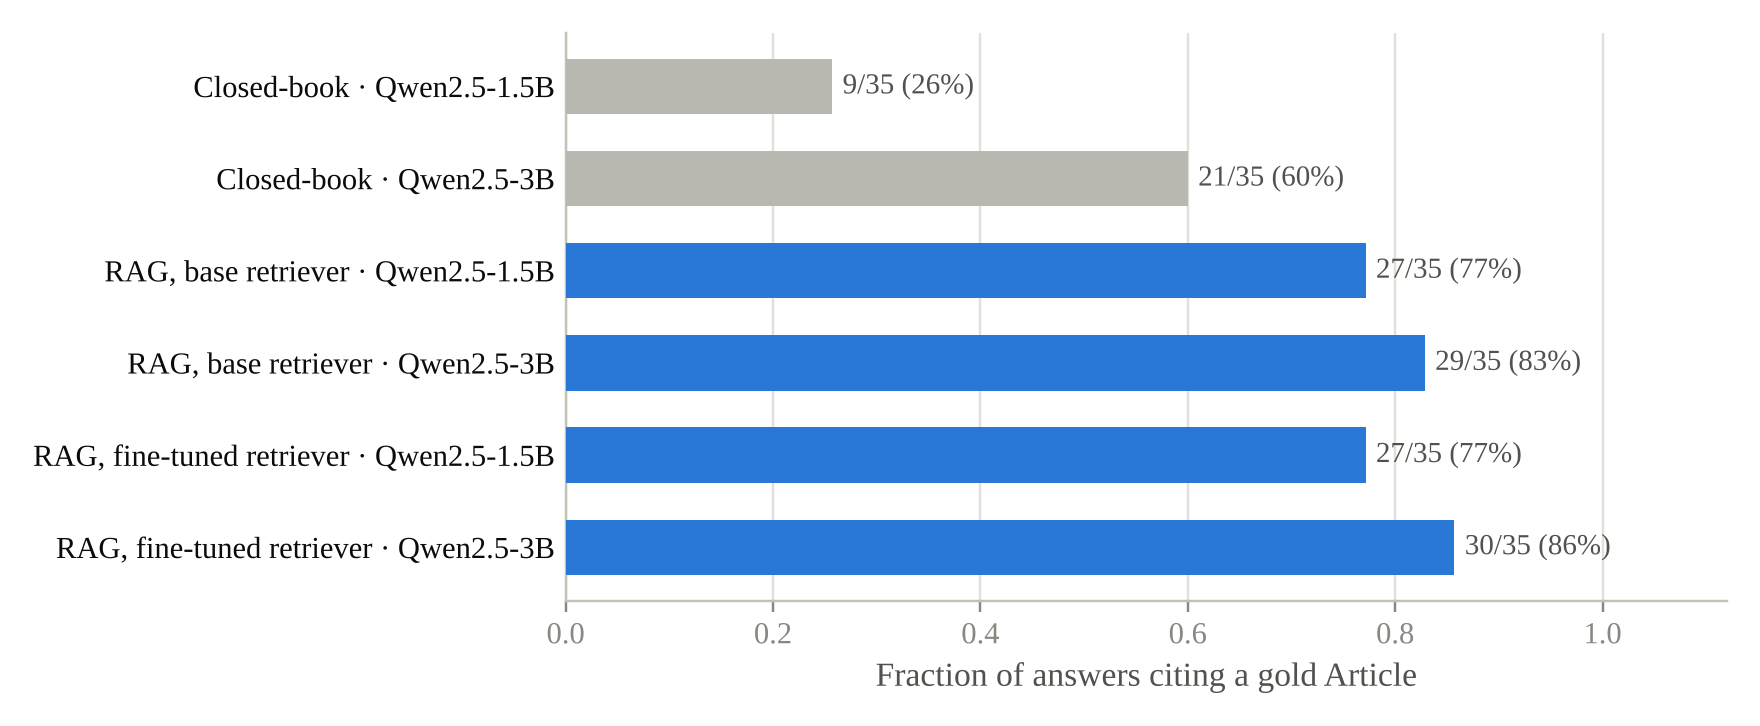 Closed-book · Qwen2.5-1.5B 9/35 (26%)
Closed-book · Qwen2.5-3B 21/35 (60%)
RAG, base retriever · Qwen2.5-1.5B 27/35 (77%)
RAG, base retriever · Qwen2.5-3B 29/35 (83%)
RAG, fine-tuned retriever · Qwen2.5-1.5B 27/35 (77%)
RAG, fine-tuned retriever · Qwen2.5-3B 30/35 (86%)
0.0 0.2 0.4 0.6 0.8 1.0
Fraction of answers citing a gold Article